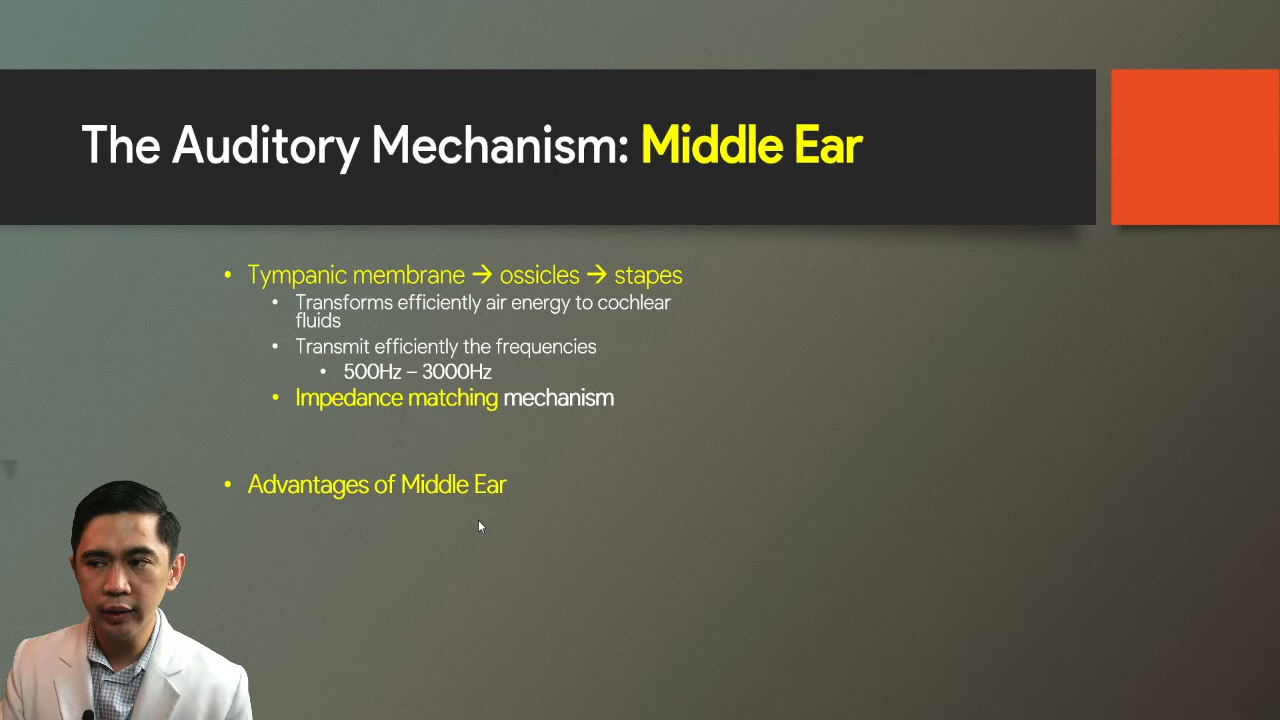 The Auditory Mechanism: Middle Ear
• Tympanic membrane → ossicles → stapes
• Transforms efficiently air energy to cochlear
fluids
• Transmit efficiently the frequencies
• 500Hz – 3000Hz
• Impedance matching mechanism
• Advantages of Middle Ear